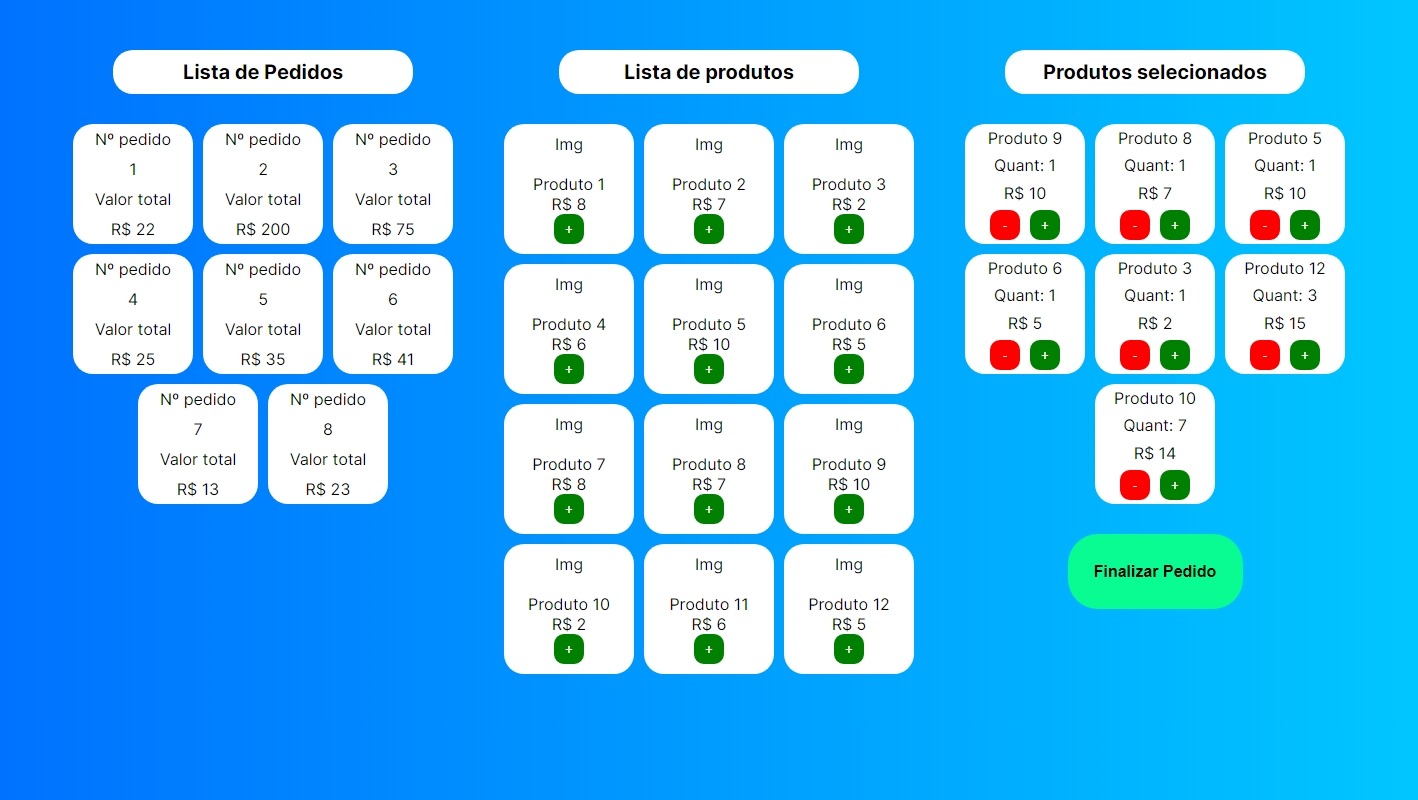 Lista de Pedidos
Nº pedido
1
Valor total
R$ 22
Nº pedido
2
Valor total
R$ 200
Nº pedido
3
Valor total
R$ 75
Nº pedido
4
Valor total
R$ 25
Nº pedido
5
Valor total
R$ 35
Nº pedido
6
Valor total
R$ 41
Nº pedido
7
Valor total
R$ 13
Nº pedido
8
Valor total
R$ 23
Lista de produtos
Img
Produto 1
R$ 8
+
Img
Produto 2
R$ 7
+
Img
Produto 3
R$ 2
+
Img
Produto 4
R$ 6
+
Img
Produto 5
R$ 10
+
Img
Produto 6
R$ 5
+
Img
Produto 7
R$ 8
+
Img
Produto 8
R$ 7
+
Img
Produto 9
R$ 10
+
Img
Produto 10
R$ 2
+
Img
Produto 11
R$ 6
+
Img
Produto 12
R$ 5
+
Produtos selecionados
Produto 9
Quant: 1
R$ 10
- +
Produto 8
Quant: 1
R$ 7
- +
Produto 5
Quant: 1
R$ 10
- +
Produto 6
Quant: 1
R$ 5
- +
Produto 3
Quant: 1
R$ 2
- +
Produto 12
Quant: 3
R$ 15
- +
Produto 10
Quant: 7
R$ 14
- +
Finalizar Pedido